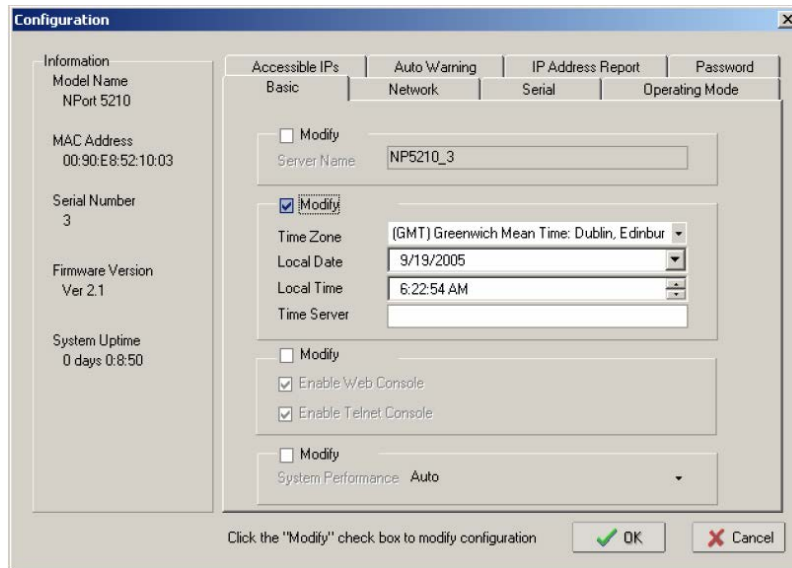 Configuration
Information
Model Name
NPort 5210
MAC Address
00:90:E8:52:10:03
Serial Number
3
Firmware Version
Ver 2.1
System Uptime
0 days 0:8:50
Accessible IPs
Auto Warning
IP Address Report
Password
Basic
Network
Serial
Operating Mode
Modify
Server Name
NP5210_3
Modify
Time Zone
(GMT) Greenwich Mean Time: Dublin, Edinbur
Local Date
9/19/2005
Local Time
6:22:54 AM
Time Server
Modify
Enable Web Console
Enable Telnet Console
Modify
System Performance
Auto
Click the "Modify" check box to modify configuration
OK
Cancel